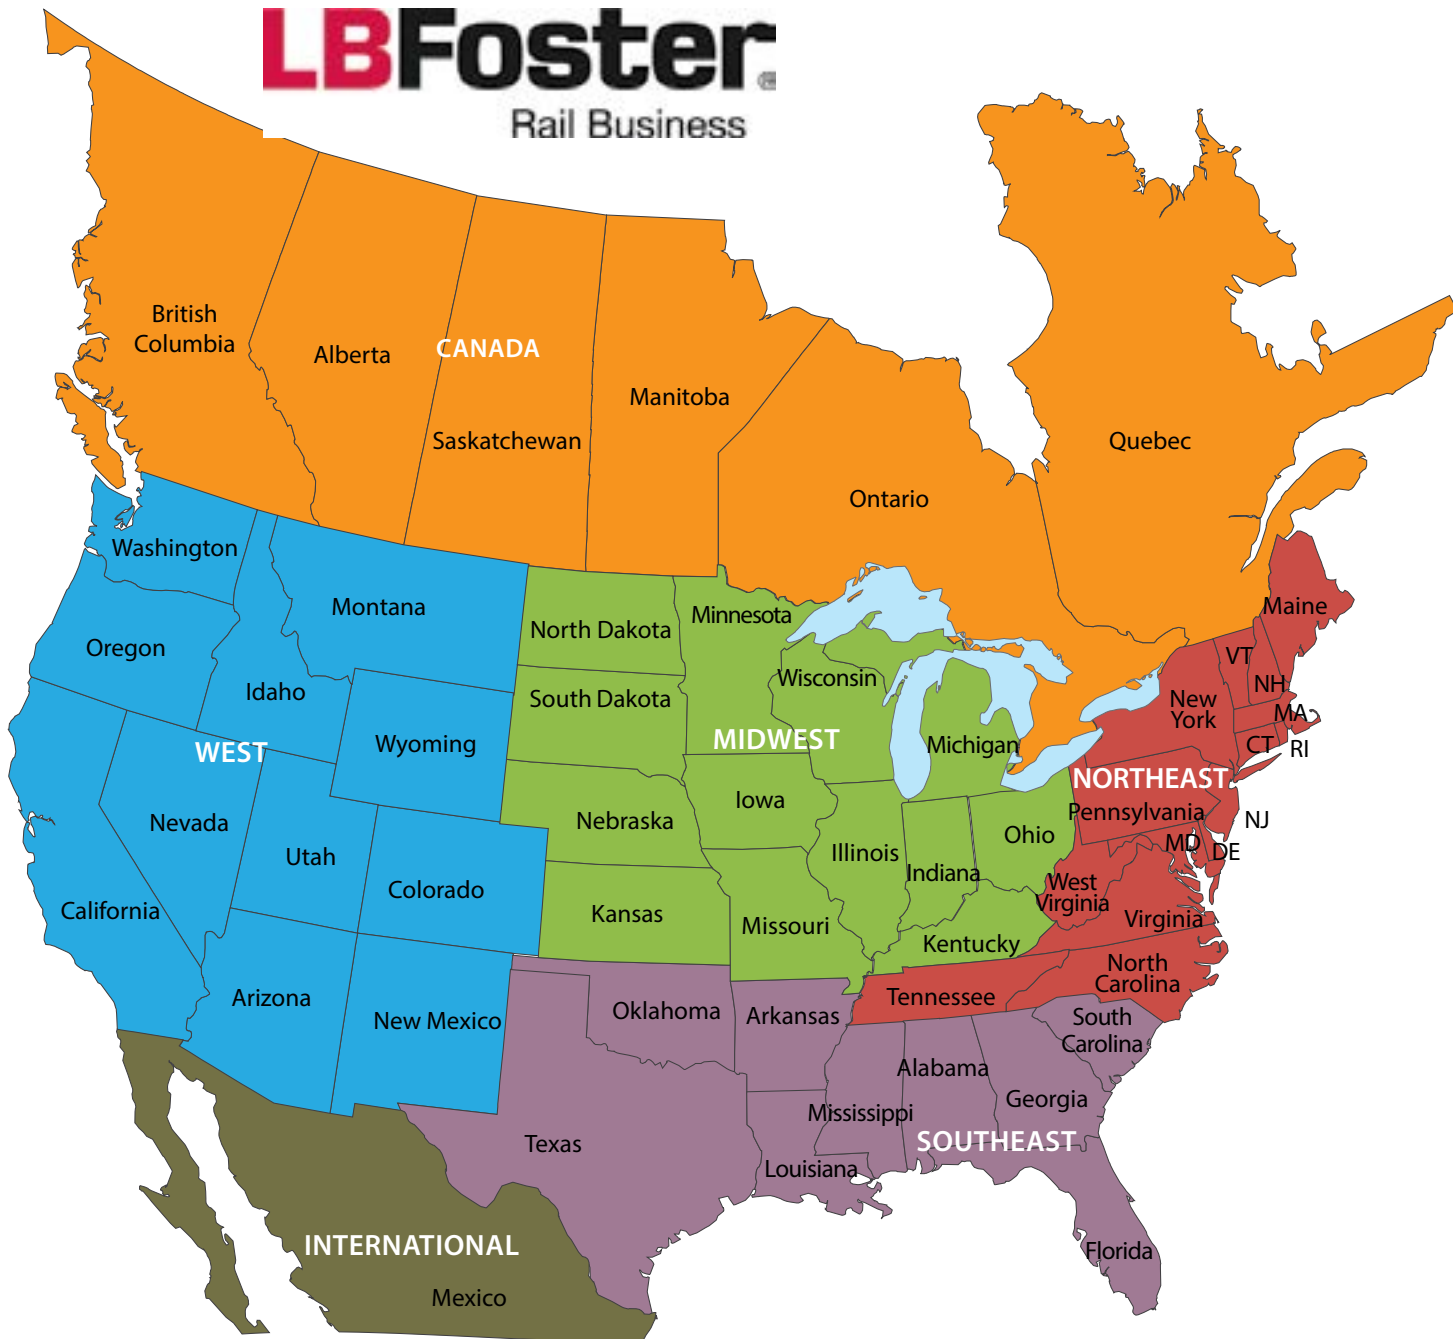 LBFoster
Rail Business
British
Columbia
Alberta
CANADA
Saskatchewan
Manitoba
Ontario
Quebec
Washington
Oregon
Idaho
Montana
Wyoming
WEST
Nevada
Utah
Colorado
California
Arizona
New Mexico
North Dakota
South Dakota
Minnesota
Wisconsin
MIDWEST
Michigan
Iowa
Nebraska
Illinois
Indiana
Ohio
Kansas
Missouri
Kentucky
Maine
VT
NH
New
York
MA
CT
RI
NORTHEAST
Pennsylvania
NJ
MD
DE
West
Virginia
Virginia
North
Carolina
Tennessee
Oklahoma
Arkansas
South
Carolina
Alabama
Georgia
Mississippi
SOUTHEAST
Texas
Louisiana
Florida
INTERNATIONAL
Mexico